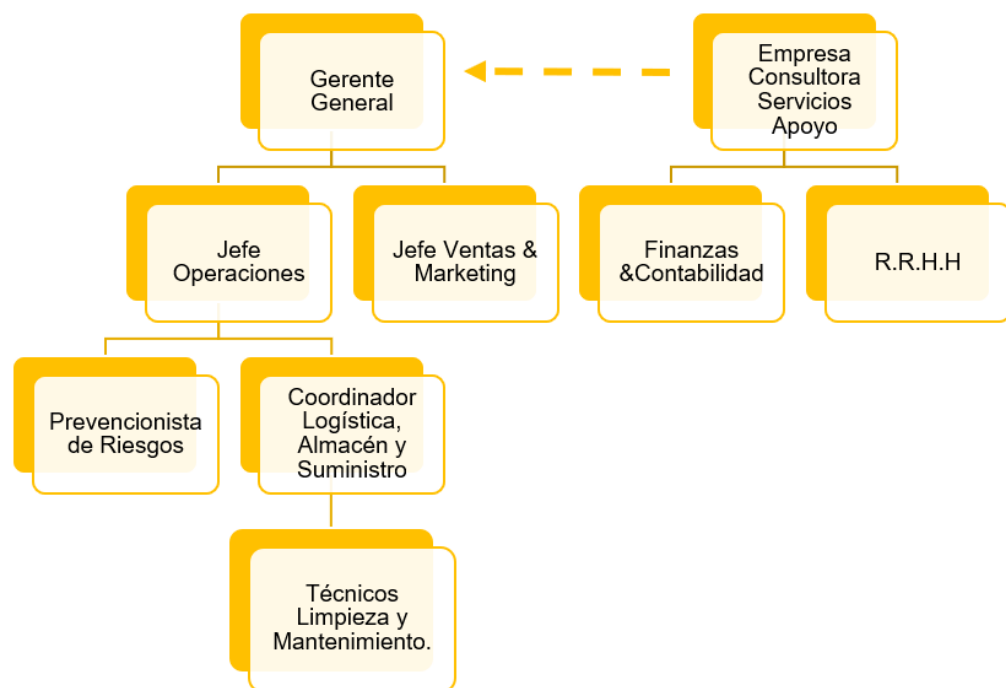 Gerente
General
Empresa
Consultora
Servicios
Apoyo
Jefe
Operaciones
Jefe Ventas &
Marketing
Finanzas
&Contabilidad
R.R.H.H
Prevencionista
de Riesgos
Coordinador
Logística,
Almacén y
Suministro
Técnicos
Limpieza y
Mantenimiento.